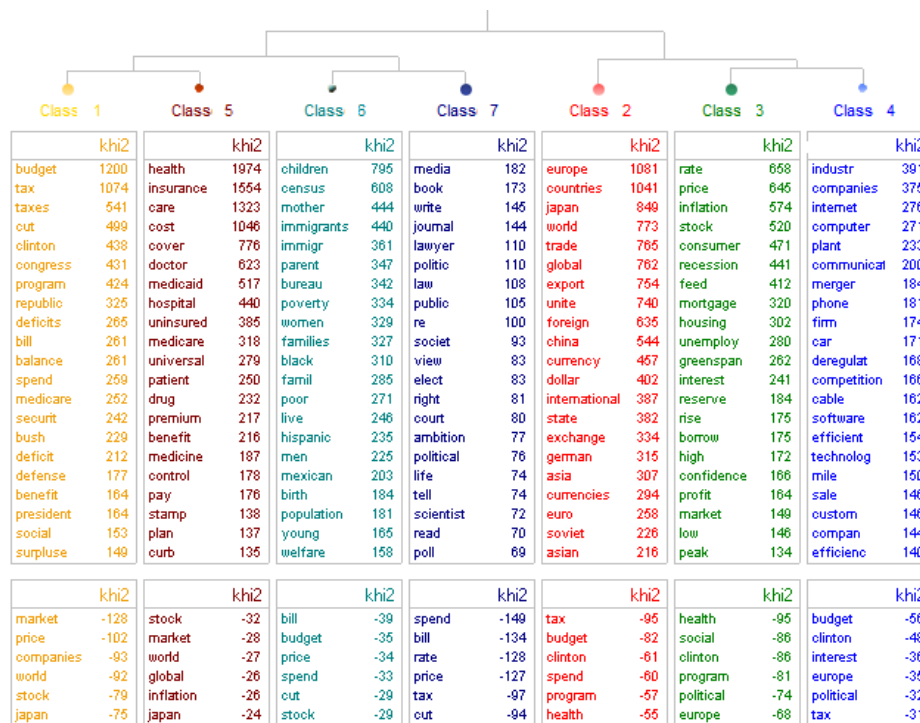 Class 1 Class 5 Class 6 Class 7 Class 2 Class 3 Class 4
khi2 khi2 khi2 khi2 khi2 khi2 khi2
budget 1200 health 1974 children 795 media 182 europe 1081 rate 658 industr 391
tax 1074 insurance 1554 census 608 book 173 countries 1041 price 645 companies 375
taxes 541 care 1323 mother 444 write 145 japan 849 inflation 574 internet 276
cut 499 cost 1046 immigrants 440 journal 144 world 773 stock 520 computer 271
clinton 438 cover 776 immigr 361 lawyer 110 trade 765 consumer 471 plant 233
congress 431 doctor 623 parent 347 politic 110 global 762 recession 441 communicat 200
program 424 medicaid 517 bureau 342 law 108 export 754 feed 412 merger 184
republic 325 hospital 440 poverty 334 public 105 unite 740 mortgage 320 phone 181
deficits 265 uninsured 385 women 329 re 100 foreign 635 housing 302 firm 174
bill 261 medicare 318 families 327 societ 93 china 544 unemploy 280 car 171
balance 261 universal 279 black 310 view 83 currency 457 greenspan 262 deregulat 168
spend 259 patient 250 famil 285 elect 83 dollar 402 interest 241 competition 166
medicare 252 drug 232 poor 271 right 81 international 387 reserve 184 cable 162
securit 242 premium 217 live 246 court 80 state 382 rise 175 software 162
bush 229 benefit 216 hispanic 235 ambition 77 exchange 334 borrow 175 efficient 154
deficit 212 medicine 187 men 225 political 76 german 315 high 172 technolog 153
defense 177 control 178 mexican 203 life 74 asia 307 confidence 166 mile 150
benefit 164 pay 176 birth 184 tell 74 currencies 294 profit 164 sale 146
president 164 stamp 138 population 181 scientist 72 euro 258 market 149 custom 146
social 153 plan 137 young 165 read 70 soviet 226 low 146 compan 144
surpluse 149 curb 135 welfare 158 poll 69 asian 216 peak 134 efficienc 140
khi2 khi2 khi2 khi2 khi2 khi2 khi2
market -128 stock -32 bill -39 spend -149 tax -95 health -95 budget -56
price -102 market -28 budget -35 bill -134 budget -82 social -86 clinton -48
companies -93 world -27 price -34 rate -128 clinton -61 clinton -86 interest -36
world -92 global -26 spend -33 price -127 spend -60 program -81 europe -35
stock -79 inflation -26 cut -29 tax -97 program -57 political -74 political -32
japan -75 japan -24 stock -29 cut -94 health -55 europe -68 tax -31